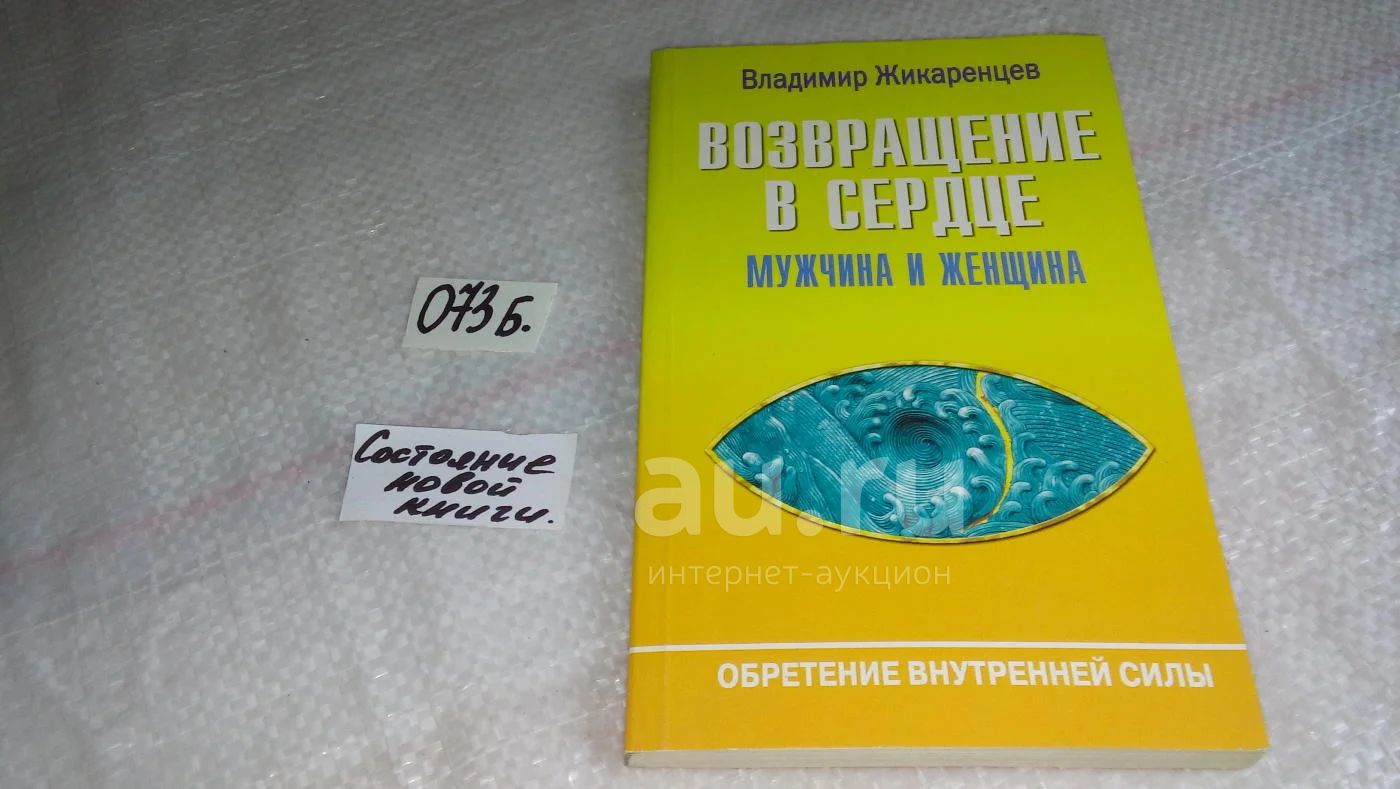 Владимир Жикаренцев
ВОЗВРАЩЕНИЕ
В СЕРДЦЕ
МУЖЧИНА И ЖЕНЩИНА
073Б.
Состояние
новой
книги.
au.ru
интернет-аукцион
ОБРЕТЕНИЕ ВНУТРЕННЕЙ СИЛЫ